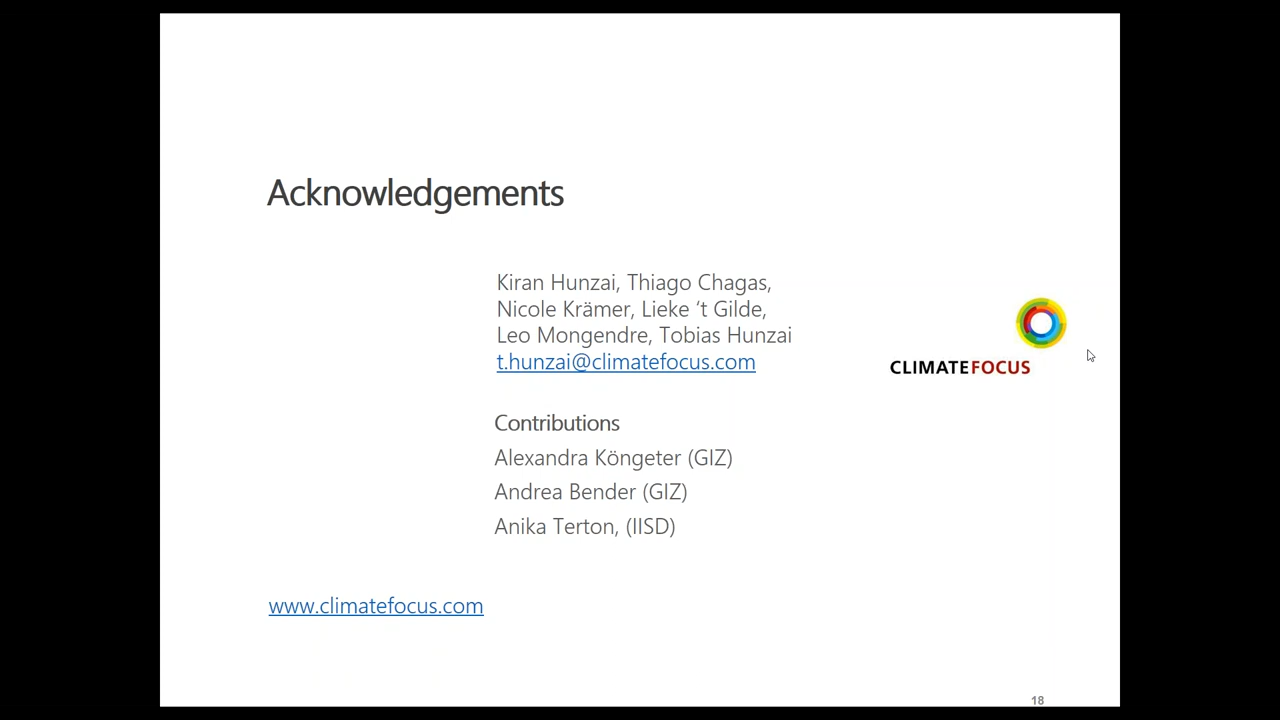 Acknowledgements
Kiran Hunzai, Thiago Chagas,
Nicole Krämer, Lieke ‘t Gilde,
Leo Mongendre, Tobias Hunzai
t.hunzai@climatefocus.com
CLIMATEFOCUS
Contributions
Alexandra Köngeter (GIZ)
Andrea Bender (GIZ)
Anika Terton, (IISD)
www.climatefocus.com
18